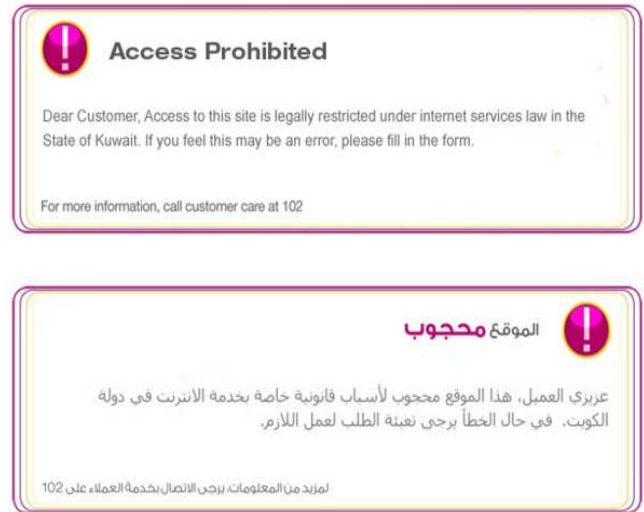 Access Prohibited
Dear Customer, Access to this site is legally restricted under internet services law in the
State of Kuwait. If you feel this may be an error, please fill in the form.
For more information, call customer care at 102
الموقع محجوب
عزيزي العميل، هذا الموقع محجوب لأسباب قانونية خاصة بخدمة الانترنت في دولة
الكويت. في حال الخطأ يرجى تعبئة الطلب لعمل اللازم.
لمزيد من المعلومات، يرجى الاتصال بخدمة العملاء على 102